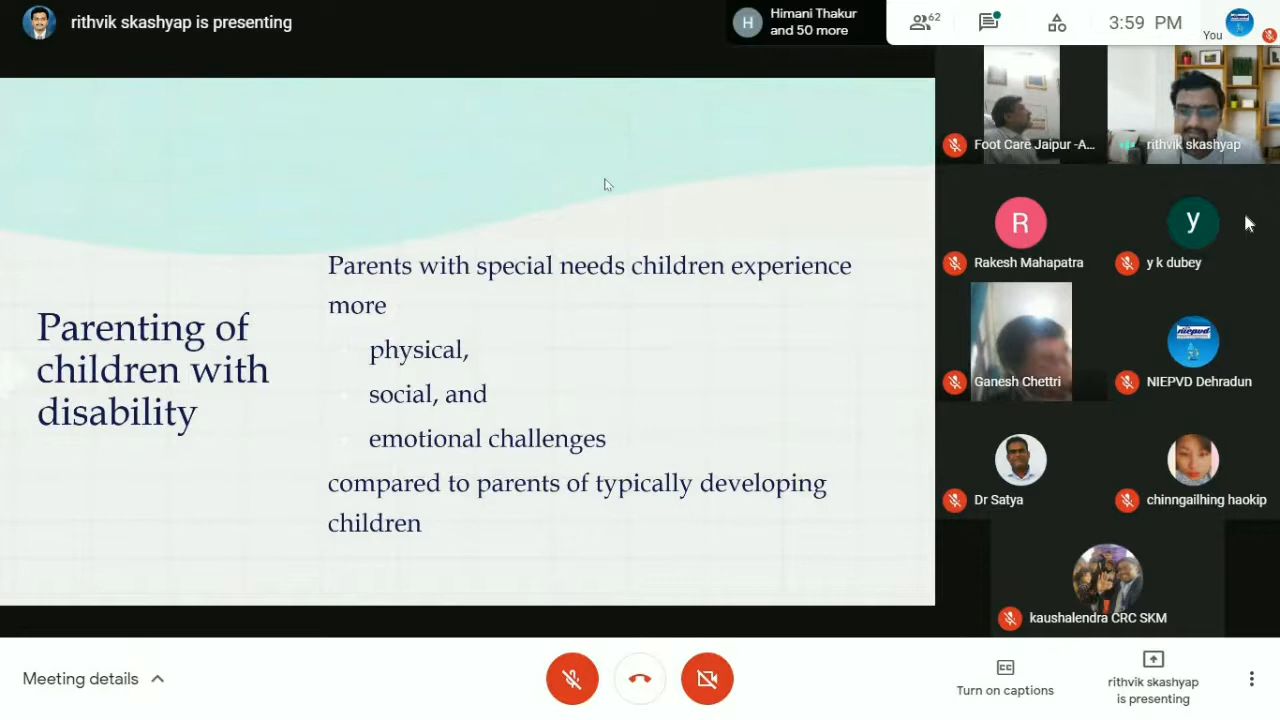 rithvik skashyap is presenting
H
Himani Thakur
and 50 more
62
3:59 PM
You
Foot Care Jaipur -A...
rithvik skashyap
R
y
Rakesh Mahapatra
y k dubey
Parenting of
children with
disability
Parents with special needs children experience
more
physical,
social, and
emotional challenges
compared to parents of typically developing
children
niepvd
Ganesh Chettri
NIEPVD Dehradun
Dr Satya
chinngailhing haokip
kaushalendra CRC SKM
Meeting details
CC
Turn on captions
rithvik skashyap
is presenting